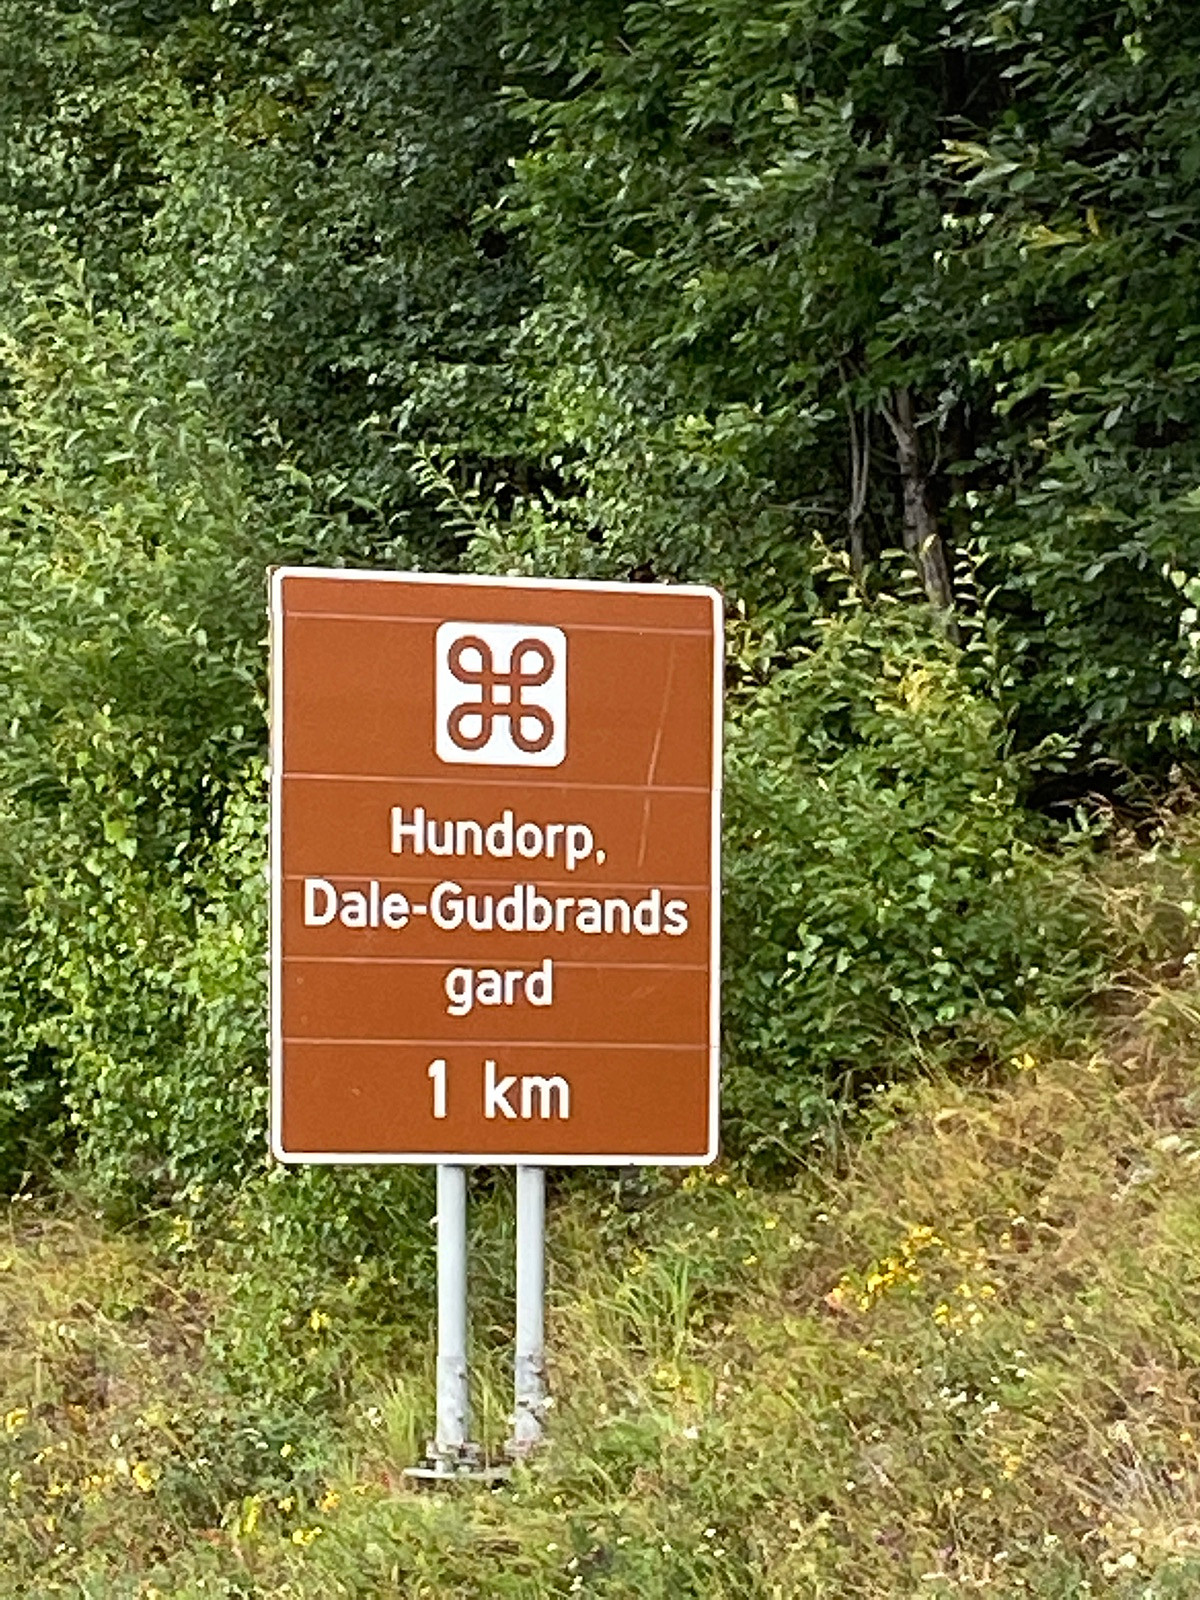 Hundorp,
Dale-Gudbrands
gard
1 km